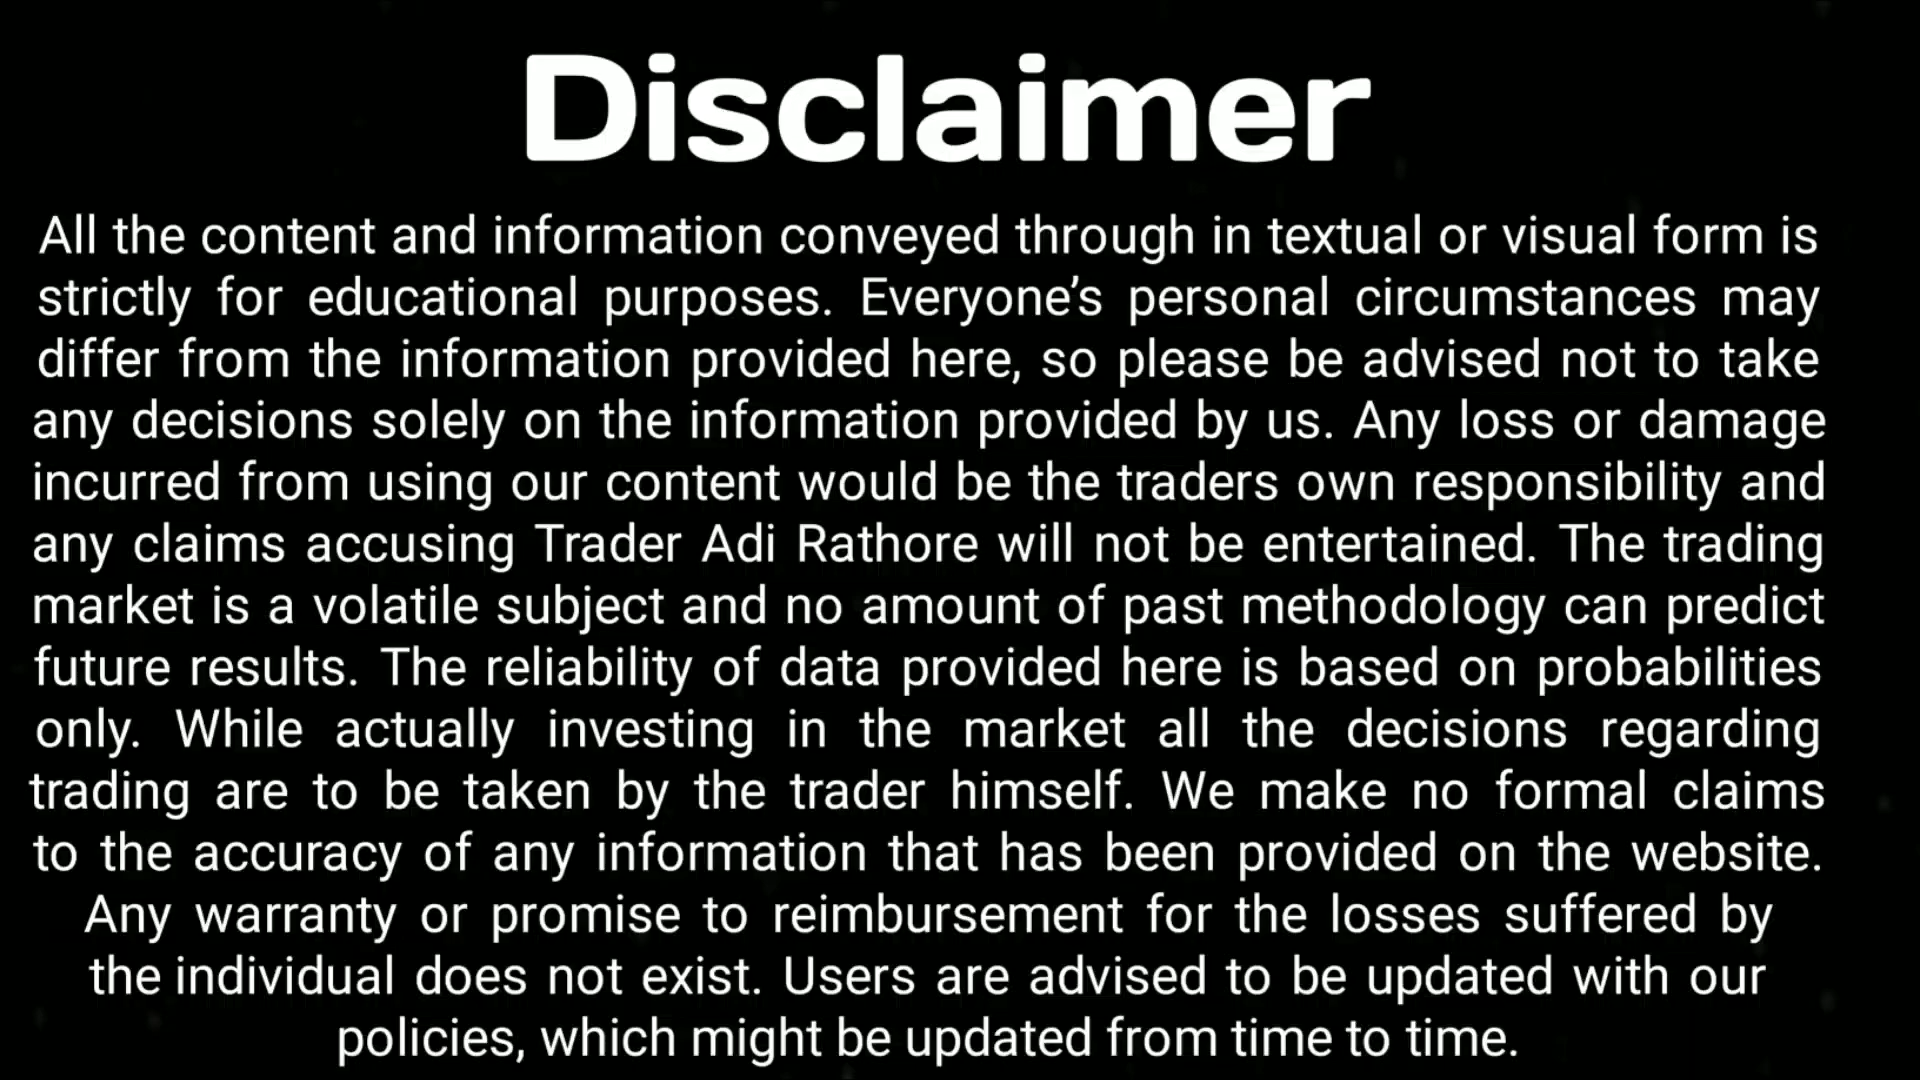 Disclaimer
All the content and information conveyed through in textual or visual form is
strictly for educational purposes. Everyone’s personal circumstances may
differ from the information provided here, so please be advised not to take
any decisions solely on the information provided by us. Any loss or damage
incurred from using our content would be the traders own responsibility and
any claims accusing Trader Adi Rathore will not be entertained. The trading
market is a volatile subject and no amount of past methodology can predict
future results. The reliability of data provided here is based on probabilities
only. While actually investing in the market all the decisions regarding
trading are to be taken by the trader himself. We make no formal claims
to the accuracy of any information that has been provided on the website.
Any warranty or promise to reimbursement for the losses suffered by
the individual does not exist. Users are advised to be updated with our
policies, which might be updated from time to time.